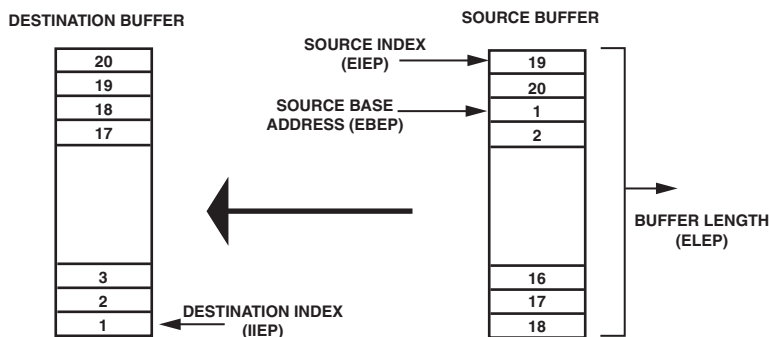 DESTINATION BUFFER
20
19
18
17
3
2
1
DESTINATION INDEX
(IIEP)
SOURCE BUFFER
SOURCE INDEX
(EIEP)
SOURCE BASE
ADDRESS (EBEP)
19
20
1
2
16
17
18
BUFFER LENGTH
(ELEP)